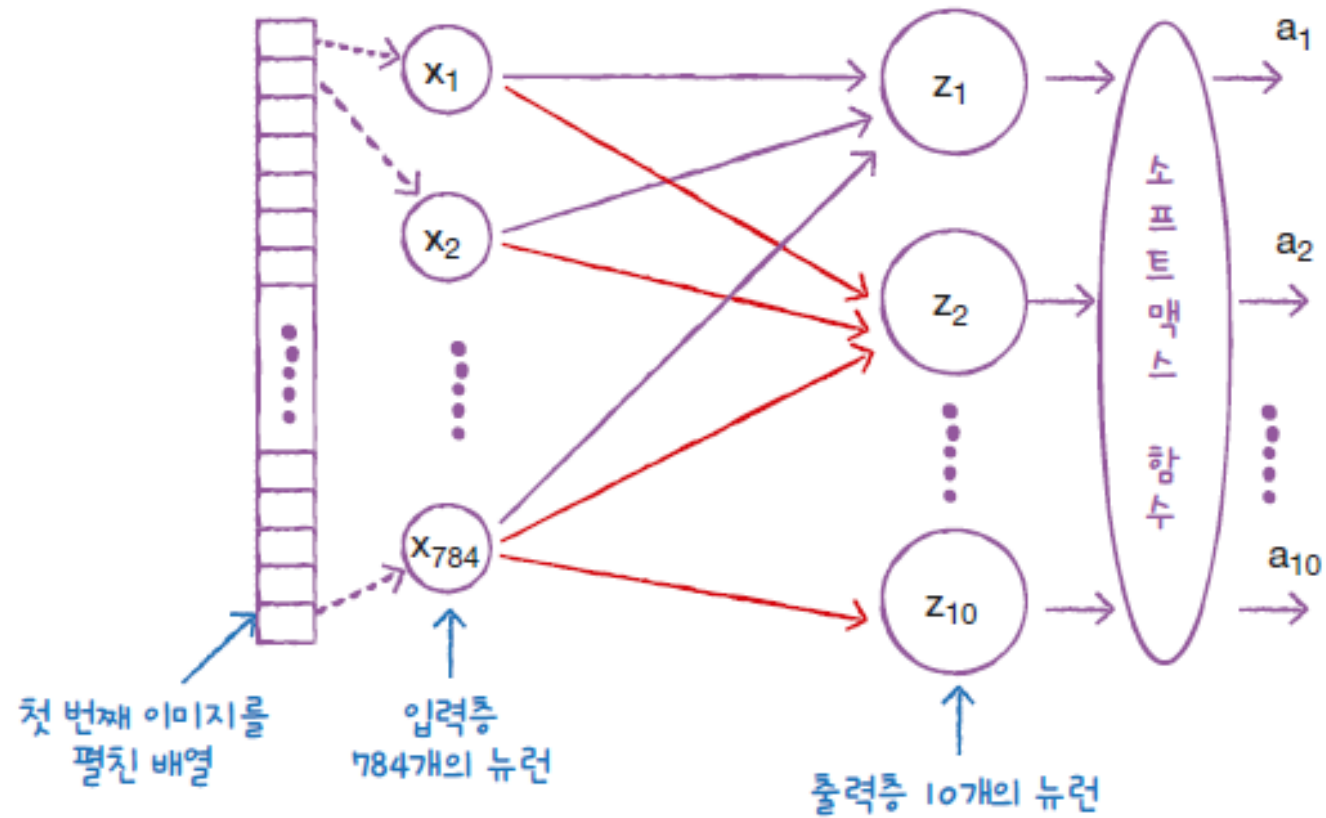 x1
x2
x784
z1
z2
z10
소프트맥스 함수
a1
a2
a10
첫 번째 이미지를
펼친 배열
입력층
784개의 뉴런
출력층 10개의 뉴런